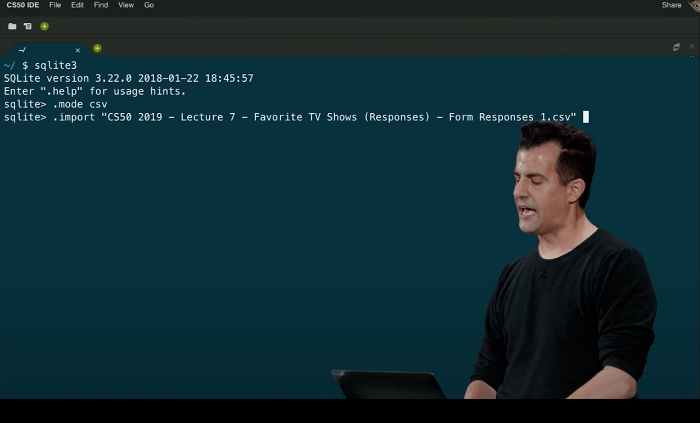 CS50 IDE File Edit Find View Go Share
~/
~/ $ sqlite3
SQLite version 3.22.0 2018-01-22 18:45:57
Enter ".help" for usage hints.
sqlite> .mode csv
sqlite> .import "CS50 2019 - Lecture 7 - Favorite TV Shows (Responses) - Form Responses 1.csv"